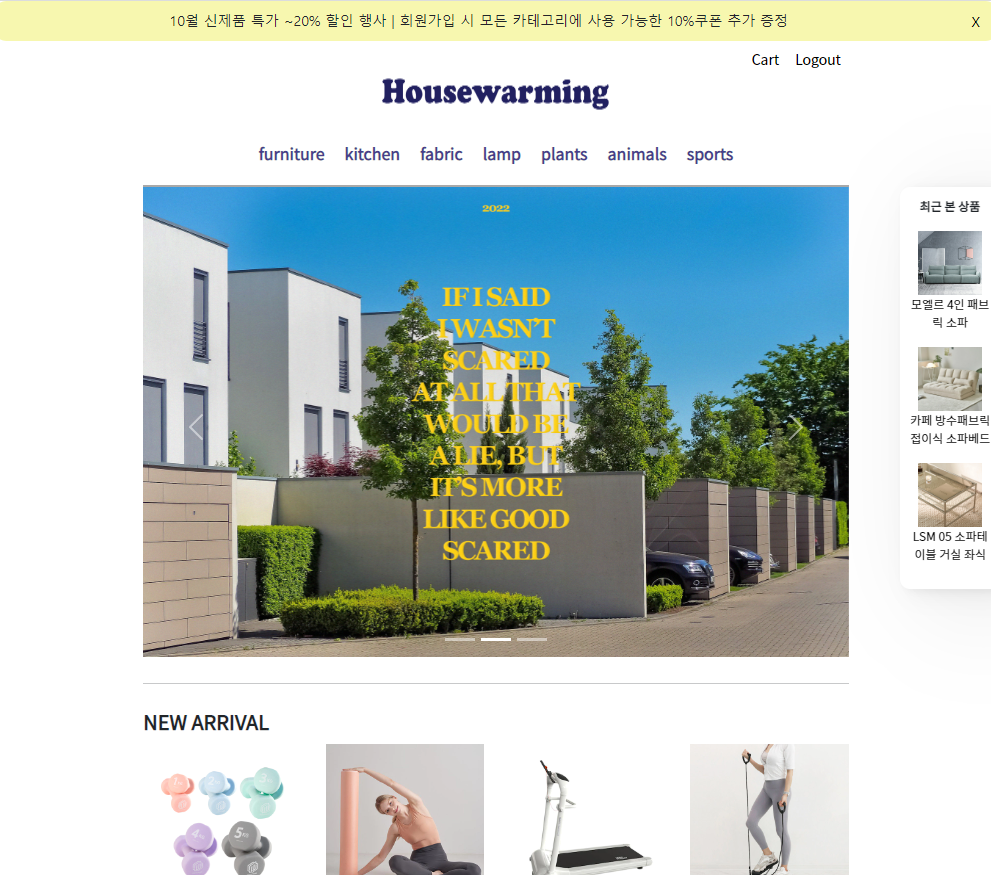 10월 신제품 특가 ~20% 할인 행사 | 회원가입 시 모든 카테고리에 사용 가능한 10%쿠폰 추가 증정
X
Cart Logout
Housewarming
furniture kitchen fabric lamp plants animals sports
2022
IF I SAID
I WASN'T
SCARED
AT ALL THAT
WOULD BE
A LIE, BUT
IT'S MORE
LIKE GOOD
SCARED
최근 본 상품
모엘르 4인 패브
릭 소파
카페 방수패브릭
접이식 소파베드
LSM 05 소파테
이블 거실 좌식
NEW ARRIVAL
1
2
3
4
5